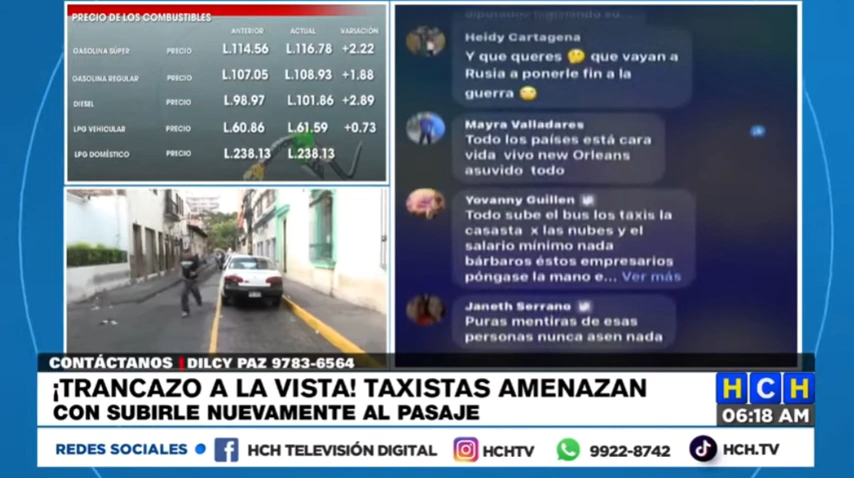 PRECIO DE LOS COMBUSTIBLES
ANTERIOR ACTUAL VARIACIÓN
GASOLINA SÚPER PRECIO L.114.56 L.116.78 +2.22
GASOLINA REGULAR PRECIO L.107.05 L.108.93 +1.88
DIESEL PRECIO L.98.97 L.101.86 +2.89
LPG VEHICULAR PRECIO L.60.86 L.61.59 +0.73
LPG DOMÉSTICO PRECIO L.238.13 L.238.13
Heidy Cartagena
Y que queres 🤔 que vayan a
Rusia a ponerle fin a la
guerra 🙄
Mayra Valladares
Todo los países está cara
vida vivo new Orleans
asuvido todo
Yovanny Guillen
Todo sube el bus los taxis la
casasta x las nubes y el
salario mínimo nada
bárbaros éstos empresarios
póngase la mano e... Ver más
Janeth Serrano
Puras mentiras de esas
personas nunca asen nada
CONTÁCTANOS DILCY PAZ 9783-6564
¡TRANCAZO A LA VISTA! TAXISTAS AMENAZAN
CON SUBIRLE NUEVAMENTE AL PASAJE
HCH
06:18 AM
REDES SOCIALES HCH TELEVISIÓN DIGITAL HCHTV 9922-8742 HCH.TV